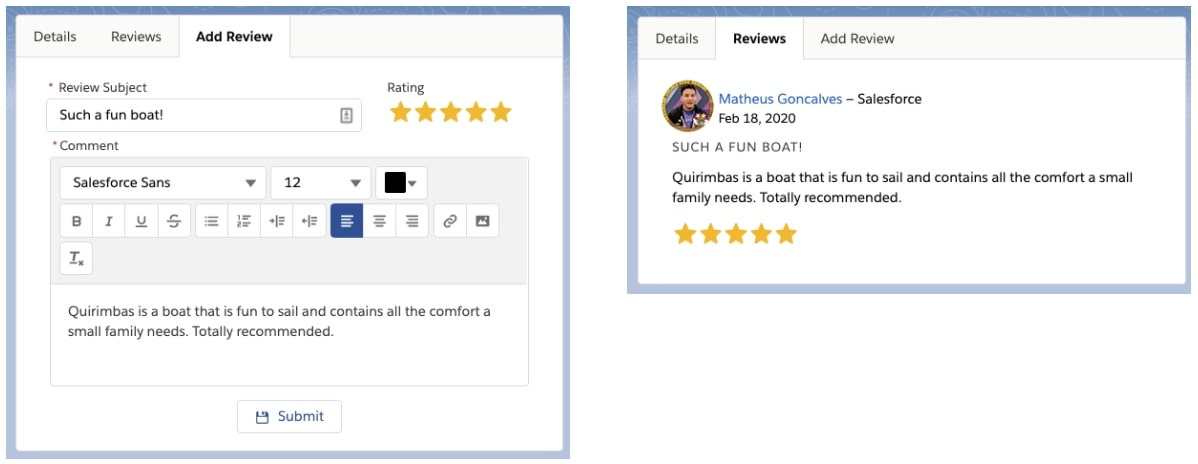 Details Reviews Add Review
* Review Subject
Such a fun boat!
Rating
* Comment
Salesforce Sans 12
B I U S
Quirimbas is a boat that is fun to sail and contains all the comfort a
small family needs. Totally recommended.
Submit
Details Reviews Add Review
Matheus Goncalves – Salesforce
Feb 18, 2020
SUCH A FUN BOAT!
Quirimbas is a boat that is fun to sail and contains all the comfort a small
family needs. Totally recommended.